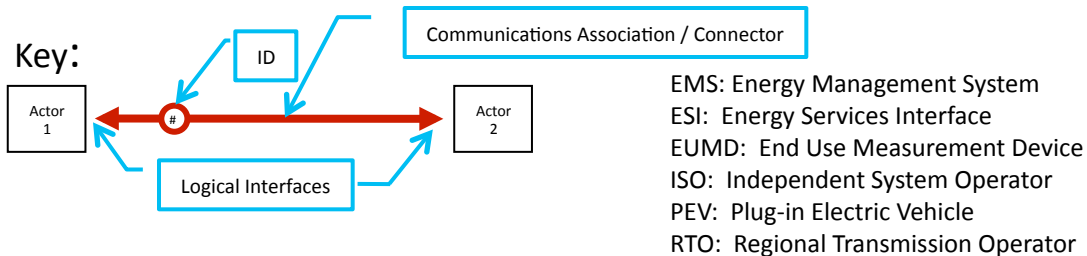 Communications Association / Connector
ID
Key:
Actor
1
#
Actor
2
Logical Interfaces
EMS: Energy Management System
ESI: Energy Services Interface
EUMD: End Use Measurement Device
ISO: Independent System Operator
PEV: Plug-in Electric Vehicle
RTO: Regional Transmission Operator